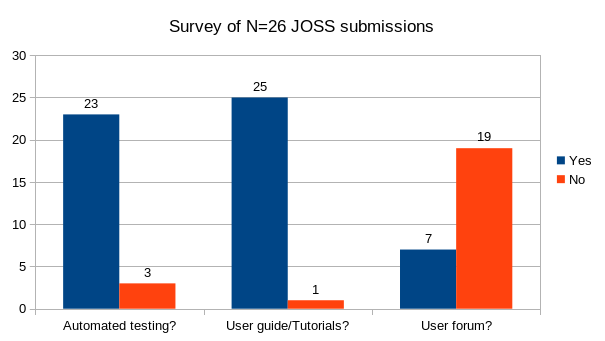 Survey of N=26 JOSS submissions
30
25
20
15
10
5
0
23
3
25
1
7
19
Automated testing?
User guide/Tutorials?
User forum?
Yes
No